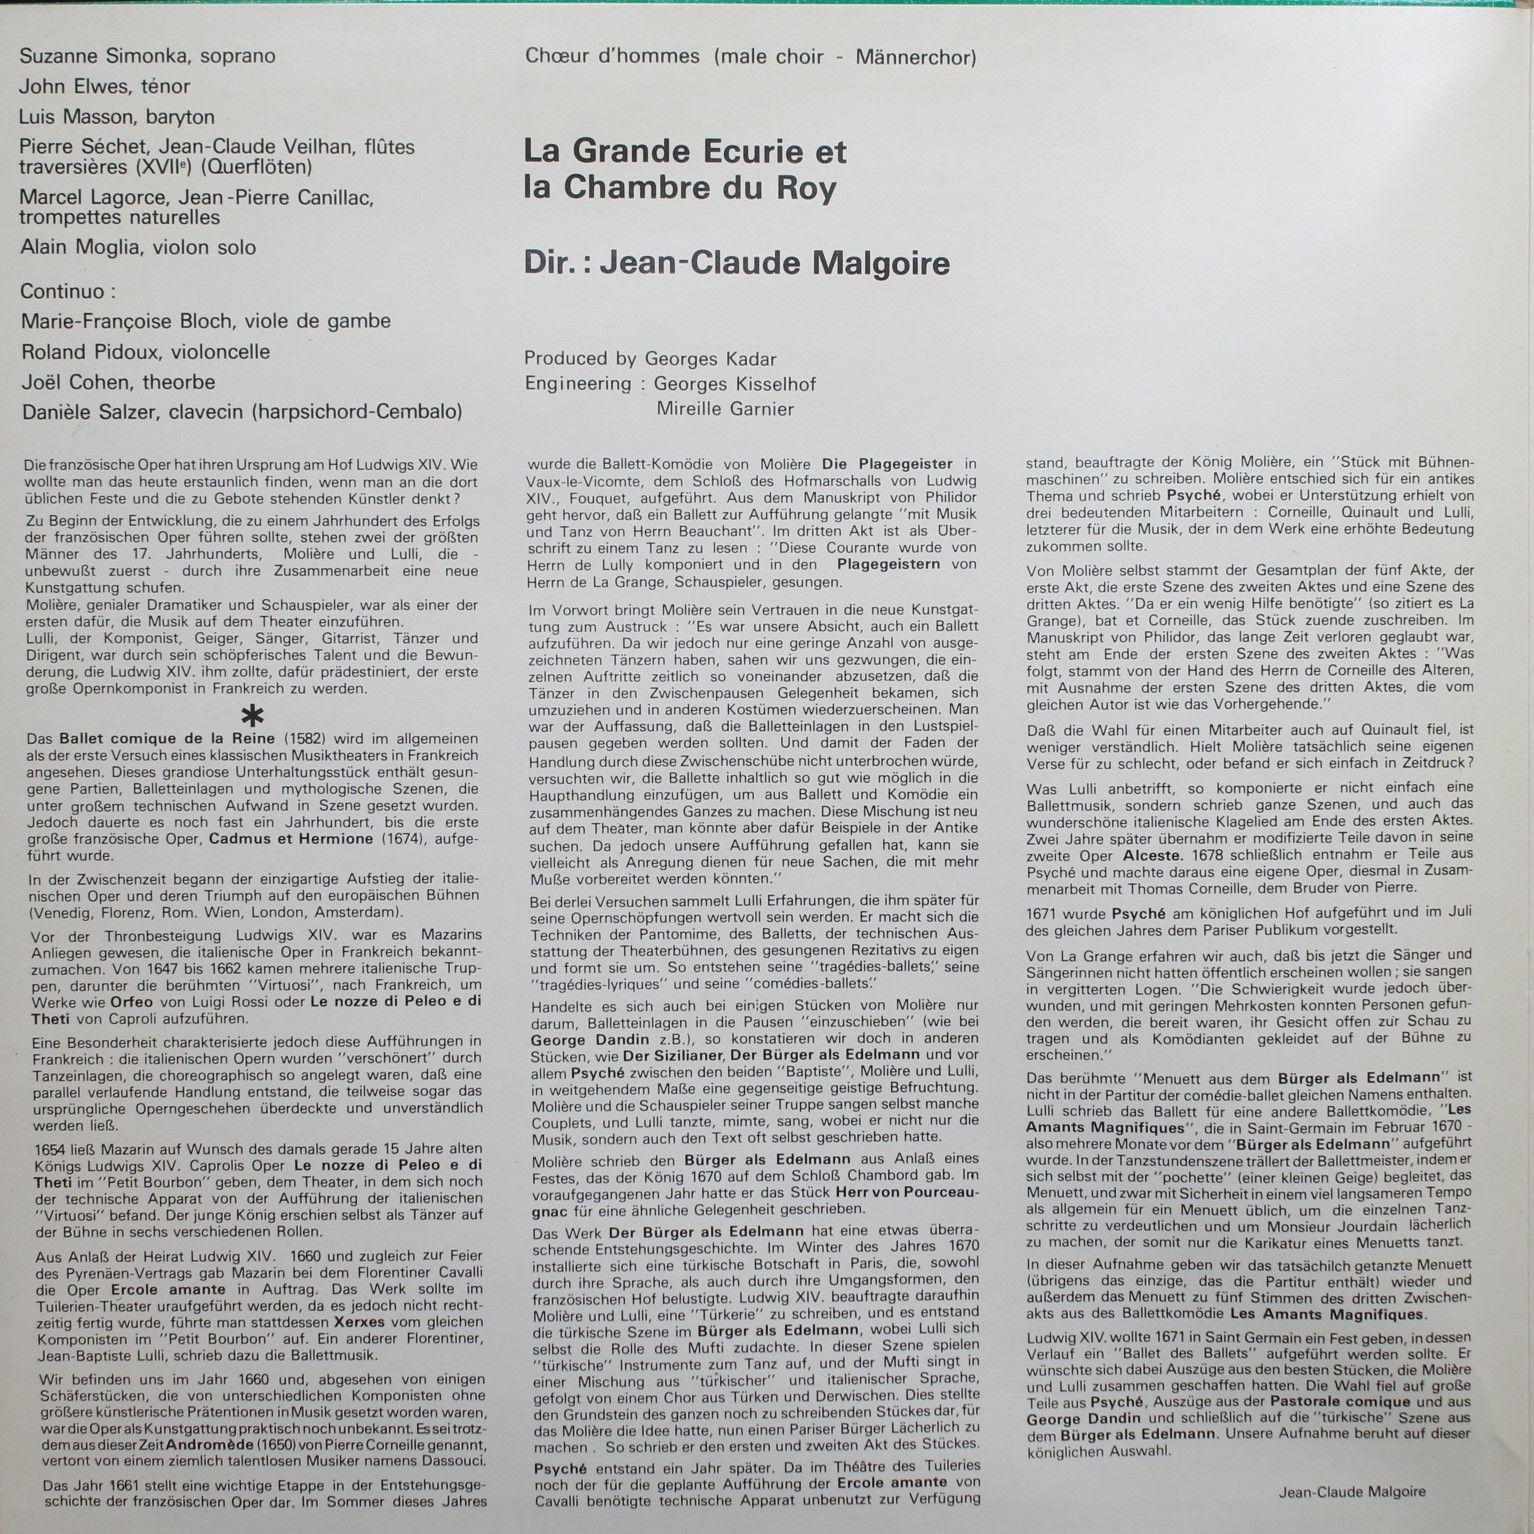 Suzanne Simonka, soprano
John Elwes, ténor
Luis Masson, baryton
Pierre Séchet, Jean-Claude Veilhan, flûtes
traversières (XVIIe) (Querflöten)
Marcel Lagorce, Jean-Pierre Canillac,
trompettes naturelles
Alain Moglia, violon solo
Continuo :
Marie-Françoise Bloch, viole de gambe
Roland Pidoux, violoncelle
Joël Cohen, theorbe
Danièle Salzer, clavecin (harpsichord-Cembalo)
Chœur d'hommes (male choir - Männerchor)
La Grande Ecurie et
la Chambre du Roy
Dir. : Jean-Claude Malgoire
Produced by Georges Kadar
Engineering : Georges Kisselhof
Mireille Garnier
Die französische Oper hat ihren Ursprung am Hof Ludwigs XIV. Wie
wollte man das heute erstaunlich finden, wenn man an die dort
üblichen Feste und die zu Gebote stehenden Künstler denkt ?
Zu Beginn der Entwicklung, die zu einem Jahrhundert des Erfolgs
der französischen Oper führen sollte, stehen zwei der größten
Männer des 17. Jahrhunderts, Molière und Lulli, die -
unbewußt zuerst - durch ihre Zusammenarbeit eine neue
Kunstgattung schufen.
Molière, genialer Dramatiker und Schauspieler, war als einer der
ersten dafür, die Musik auf dem Theater einzuführen.
Lulli, der Komponist, Geiger, Sänger, Gitarrist, Tänzer und
Dirigent, war durch sein schöpferisches Talent und die Bewun-
derung, die Ludwig XIV. ihm zollte, dafür prädestiniert, der erste
große Opernkomponist in Frankreich zu werden.
*
Das Ballet comique de la Reine (1582) wird im allgemeinen
als der erste Versuch eines klassischen Musiktheaters in Frankreich
angesehen. Dieses grandiose Unterhaltungsstück enthält gesun-
gene Partien, Balletteinlagen und mythologische Szenen, die
unter großem technischen Aufwand in Szene gesetzt wurden.
Jedoch dauerte es noch fast ein Jahrhundert, bis die erste
große französische Oper, Cadmus et Hermione (1674), aufge-
führt wurde.
In der Zwischenzeit begann der einzigartige Aufstieg der italie-
nischen Oper und deren Triumph auf den europäischen Bühnen
(Venedig, Florenz, Rom. Wien, London, Amsterdam).
Vor der Thronbesteigung Ludwigs XIV. war es Mazarins
Anliegen gewesen, die italienische Oper in Frankreich bekannt-
zumachen. Von 1647 bis 1662 kamen mehrere italienische Trup-
pen, darunter die berühmten "Virtuosi", nach Frankreich, um
Werke wie Orfeo von Luigi Rossi oder Le nozze di Peleo e di
Theti von Caproli aufzuführen.
Eine Besonderheit charakterisierte jedoch diese Aufführungen in
Frankreich : die italienischen Opern wurden "verschönert" durch
Tanzeinlagen, die choreographisch so angelegt waren, daß eine
parallel verlaufende Handlung entstand, die teilweise sogar das
ursprüngliche Operngeschehen überdeckte und unverständlich
werden ließ.
1654 ließ Mazarin auf Wunsch des damals gerade 15 Jahre alten
Königs Ludwigs XIV. Caprolis Oper Le nozze di Peleo e di
Theti im "Petit Bourbon" geben, dem Theater, in dem sich noch
der technische Apparat von der Aufführung der italienischen
"Virtuosi" befand. Der junge König erschien selbst als Tänzer auf
der Bühne in sechs verschiedenen Rollen.
Aus Anlaß der Heirat Ludwig XIV. 1660 und zugleich zur Feier
des Pyrenäen-Vertrags gab Mazarin bei dem Florentiner Cavalli
die Oper Ercole amante in Auftrag. Das Werk sollte im
Tuilerien-Theater uraufgeführt werden, da es jedoch nicht recht-
zeitig fertig wurde, führte man stattdessen Xerxes vom gleichen
Komponisten im "Petit Bourbon" auf. Ein anderer Florentiner,
Jean-Baptiste Lulli, schrieb dazu die Ballettmusik.
Wir befinden uns im Jahr 1660 und, abgesehen von einigen
Schäferstücken, die von unterschiedlichen Komponisten ohne
größere künstlerische Prätentionen in Musik gesetzt worden waren,
war die Oper als Kunstgattung praktisch noch unbekannt. Es sei trotz-
dem aus dieser Zeit Andromède (1650) von Pierre Corneille genannt,
vertont von einem ziemlich talentlosen Musiker namens Dassouci.
Das Jahr 1661 stellt eine wichtige Etappe in der Entstehungsge-
schichte der französischen Oper dar. Im Sommer dieses Jahres
wurde die Ballett-Komödie von Molière Die Plagegeister in
Vaux-le-Vicomte, dem Schloß des Hofmarschalls von Ludwig
XIV., Fouquet, aufgeführt. Aus dem Manuskript von Philidor
geht hervor, daß ein Ballett zur Aufführung gelangte "mit Musik
und Tanz von Herrn Beauchant". Im dritten Akt ist als Über-
schrift zu einem Tanz zu lesen : "Diese Courante wurde von
Herrn de Lully komponiert und in den Plagegeistern von
Herrn de La Grange, Schauspieler, gesungen.
Im Vorwort bringt Molière sein Vertrauen in die neue Kunstgat-
tung zum Austruck : "Es war unsere Absicht, auch ein Ballett
aufzuführen. Da wir jedoch nur eine geringe Anzahl von ausge-
zeichneten Tänzern haben, sahen wir uns gezwungen, die ein-
zelnen Auftritte zeitlich so voneinander abzusetzen, daß die
Tänzer in den Zwischenpausen Gelegenheit bekamen, sich
umzuziehen und in anderen Kostümen wiederzuerscheinen. Man
war der Auffassung, daß die Balletteinlagen in den Lustspiel-
pausen gegeben werden sollten. Und damit der Faden der
Handlung durch diese Zwischenschübe nicht unterbrochen würde,
versuchten wir, die Ballette inhaltlich so gut wie möglich in die
Haupthandlung einzufügen, um aus Ballett und Komödie ein
zusammenhängendes Ganzes zu machen. Diese Mischung ist neu
auf dem Theater, man könnte aber dafür Beispiele in der Antike
suchen. Da jedoch unsere Aufführung gefallen hat, kann sie
vielleicht als Anregung dienen für neue Sachen, die mit mehr
Muße vorbereitet werden könnten."
Bei derlei Versuchen sammelt Lulli Erfahrungen, die ihm später für
seine Opernschöpfungen wertvoll sein werden. Er macht sich die
Techniken der Pantomime, des Balletts, der technischen Aus-
stattung der Theaterbühnen, des gesungenen Rezitativs zu eigen
und formt sie um. So entstehen seine "tragédies-ballets", seine
"tragédies-lyriques" und seine "comédies-ballets".
Handelte es sich auch bei einigen Stücken von Molière nur
darum, Balletteinlagen in die Pausen "einzuschieben" (wie bei
George Dandin z.B.), so konstatieren wir doch in anderen
Stücken, wie Der Sizilianer, Der Bürger als Edelmann und vor
allem Psyché zwischen den beiden "Baptiste", Molière und Lulli,
in weitgehendem Maße eine gegenseitige geistige Befruchtung.
Molière und die Schauspieler seiner Truppe sangen selbst manche
Couplets, und Lulli tanzte, mimte, sang, wobei er nicht nur die
Musik, sondern auch den Text oft selbst geschrieben hatte.
Molière schrieb den Bürger als Edelmann aus Anlaß eines
Festes, das der König 1670 auf dem Schloß Chambord gab. Im
voraufgegangenen Jahr hatte er das Stück Herr von Pourceau-
gnac für eine ähnliche Gelegenheit geschrieben.
Das Werk Der Bürger als Edelmann hat eine etwas überra-
schende Entstehungsgeschichte. Im Winter des Jahres 1670
installierte sich eine türkische Botschaft in Paris, die, sowohl
durch ihre Sprache, als auch durch ihre Umgangsformen, den
französischen Hof belustigte. Ludwig XIV. beauftragte daraufhin
Molière und Lulli, eine "Türkerie" zu schreiben, und es entstand
die türkische Szene im Bürger als Edelmann, wobei Lulli sich
selbst die Rolle des Mufti zudachte. In dieser Szene spielen
"türkische" Instrumente zum Tanz auf, und der Mufti singt in
einer Mischung aus "türkischer" und italienischer Sprache,
gefolgt von einem Chor aus Türken und Derwischen. Dies stellte
den Grundstein des ganzen noch zu schreibenden Stückes dar, für
das Molière die Idee hatte, nun einen Pariser Bürger Lächerlich zu
machen . So schrieb er den ersten und zweiten Akt des Stückes.
Psyché entstand ein Jahr später. Da im Théâtre des Tuileries
noch der für die geplante Aufführung der Ercole amante von
Cavalli benötigte technische Apparat unbenutzt zur Verfügung
stand, beauftragte der König Molière, ein "Stück mit Bühnen-
maschinen" zu schreiben. Molière entschied sich für ein antikes
Thema und schrieb Psyché, wobei er Unterstützung erhielt von
drei bedeutenden Mitarbeitern : Corneille, Quinault und Lulli,
letzterer für die Musik, der in dem Werk eine erhöhte Bedeutung
zukommen sollte.
Von Molière selbst stammt der Gesamtplan der fünf Akte, der
erste Akt, die erste Szene des zweiten Aktes und eine Szene des
dritten Aktes. "Da er ein wenig Hilfe benötigte" (so zitiert es La
Grange), bat et Corneille, das Stück zuende zuschreiben. Im
Manuskript von Philidor, das lange Zeit verloren geglaubt war,
steht am Ende der ersten Szene des zweiten Aktes : "Was
folgt, stammt von der Hand des Herrn de Corneille des Älteren,
mit Ausnahme der ersten Szene des dritten Aktes, die vom
gleichen Autor ist wie das Vorhergehende."
Daß die Wahl für einen Mitarbeiter auch auf Quinault fiel, ist
weniger verständlich. Hielt Molière tatsächlich seine eigenen
Verse für zu schlecht, oder befand er sich einfach in Zeitdruck ?
Was Lulli anbetrifft, so komponierte er nicht einfach eine
Ballettmusik, sondern schrieb ganze Szenen, und auch das
wunderschöne italienische Klagelied am Ende des ersten Aktes.
Zwei Jahre später übernahm er modifizierte Teile davon in seine
zweite Oper Alceste. 1678 schließlich entnahm er Teile aus
Psyché und machte daraus eine eigene Oper, diesmal in Zusam-
menarbeit mit Thomas Corneille, dem Bruder von Pierre.
1671 wurde Psyché am königlichen Hof aufgeführt und im Juli
des gleichen Jahres dem Pariser Publikum vorgestellt.
Von La Grange erfahren wir auch, daß bis jetzt die Sänger und
Sängerinnen nicht hatten öffentlich erscheinen wollen ; sie sangen
in vergitterten Logen. "Die Schwierigkeit wurde jedoch über-
wunden, und mit geringen Mehrkosten konnten Personen gefun-
den werden, die bereit waren, ihr Gesicht offen zur Schau zu
tragen und als Komödianten gekleidet auf der Bühne zu
erscheinen."
Das berühmte "Menuett aus dem Bürger als Edelmann" ist
nicht in der Partitur der comédie-ballet gleichen Namens enthalten.
Lulli schrieb das Ballett für eine andere Ballettkomödie, "Les
Amants Magnifiques", die in Saint-Germain im Februar 1670 -
also mehrere Monate vor dem "Bürger als Edelmann" aufgeführt
wurde. In der Tanzstundenszene trällert der Ballettmeister, indem er
sich selbst mit der "pochette" (einer kleinen Geige) begleitet, das
Menuett, und zwar mit Sicherheit in einem viel langsameren Tempo
als allgemein für ein Menuett üblich, um die einzelnen Tanz-
schritte zu verdeutlichen und um Monsieur Jourdain lächerlich
zu machen, der somit nur die Karikatur eines Menuetts tanzt.
In dieser Aufnahme geben wir das tatsächilch getanzte Menuett
(übrigens das einzige, das die Partitur enthält) wieder und
außerdem das Menuett zu fünf Stimmen des dritten Zwischen-
akts aus des Ballettkomödie Les Amants Magnifiques.
Ludwig XIV. wollte 1671 in Saint Germain ein Fest geben, in dessen
Verlauf ein "Ballet des Ballets" aufgeführt werden sollte. Er
wünschte sich dabei Auszüge aus den besten Stücken, die Molière
und Lulli zusammen geschaffen hatten. Die Wahl fiel auf große
Teile aus Psyché, Auszüge aus der Pastorale comique und aus
George Dandin und schließlich auf die "türkische" Szene aus
dem Bürger als Edelmann. Unsere Aufnahme beruht auf dieser
königlichen Auswahl.
Jean-Claude Malgoire